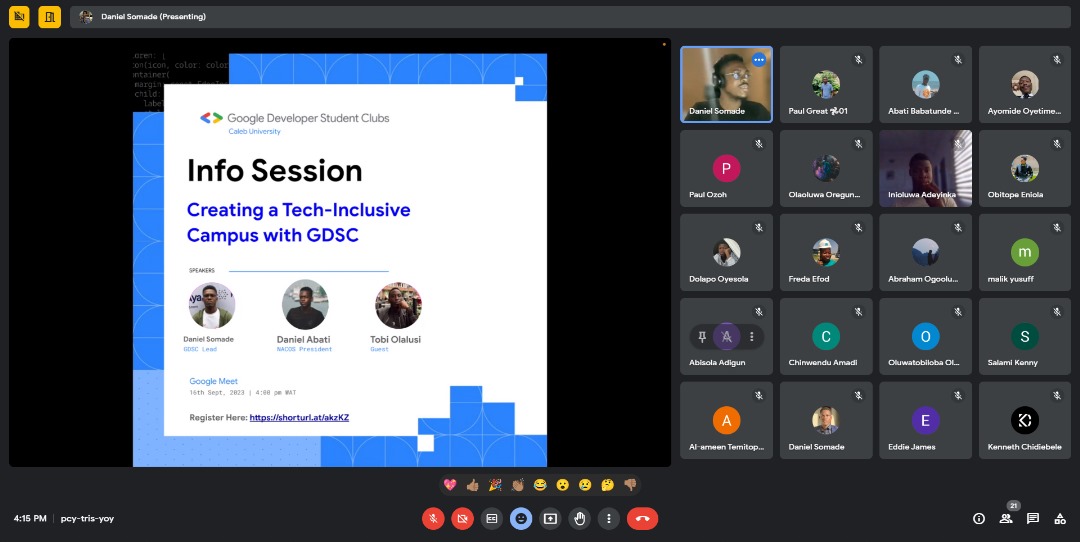 Daniel Somade (Presenting)
oren: [
on(icon, color: color
ontainer(
child:
label
Google Developer Student Clubs
Caleb University
Info Session
Creating a Tech-Inclusive
Campus with GDSC
SPEAKERS
Daniel Somade
GDSC Lead
Daniel Abati
NACOS President
Tobi Olalusi
Guest
Google Meet
16th Sept, 2023 | 4:00 pm WAT
Register Here: https://shorturl.at/akzKZ
Daniel Somade
Paul Great 01
Abati Babatunde ...
Ayomide Oyetime...
P
Paul Ozoh
Olaoluwa Oregun...
Inioluwa Adeyinka
Obitope Eniola
Dolapo Oyesola
Freda Efod
Abraham Ogoolu...
m
malik yusuff
A
Abisola Adigun
C
Chinwendu Amadi
O
Oluwatobiloba Ol...
S
Salami Kenny
A
Al-ameen Temitop...
Daniel Somade
E
Eddie James
Kenneth Chidiebele
4:15 PM | pcy-tris-yoy
21